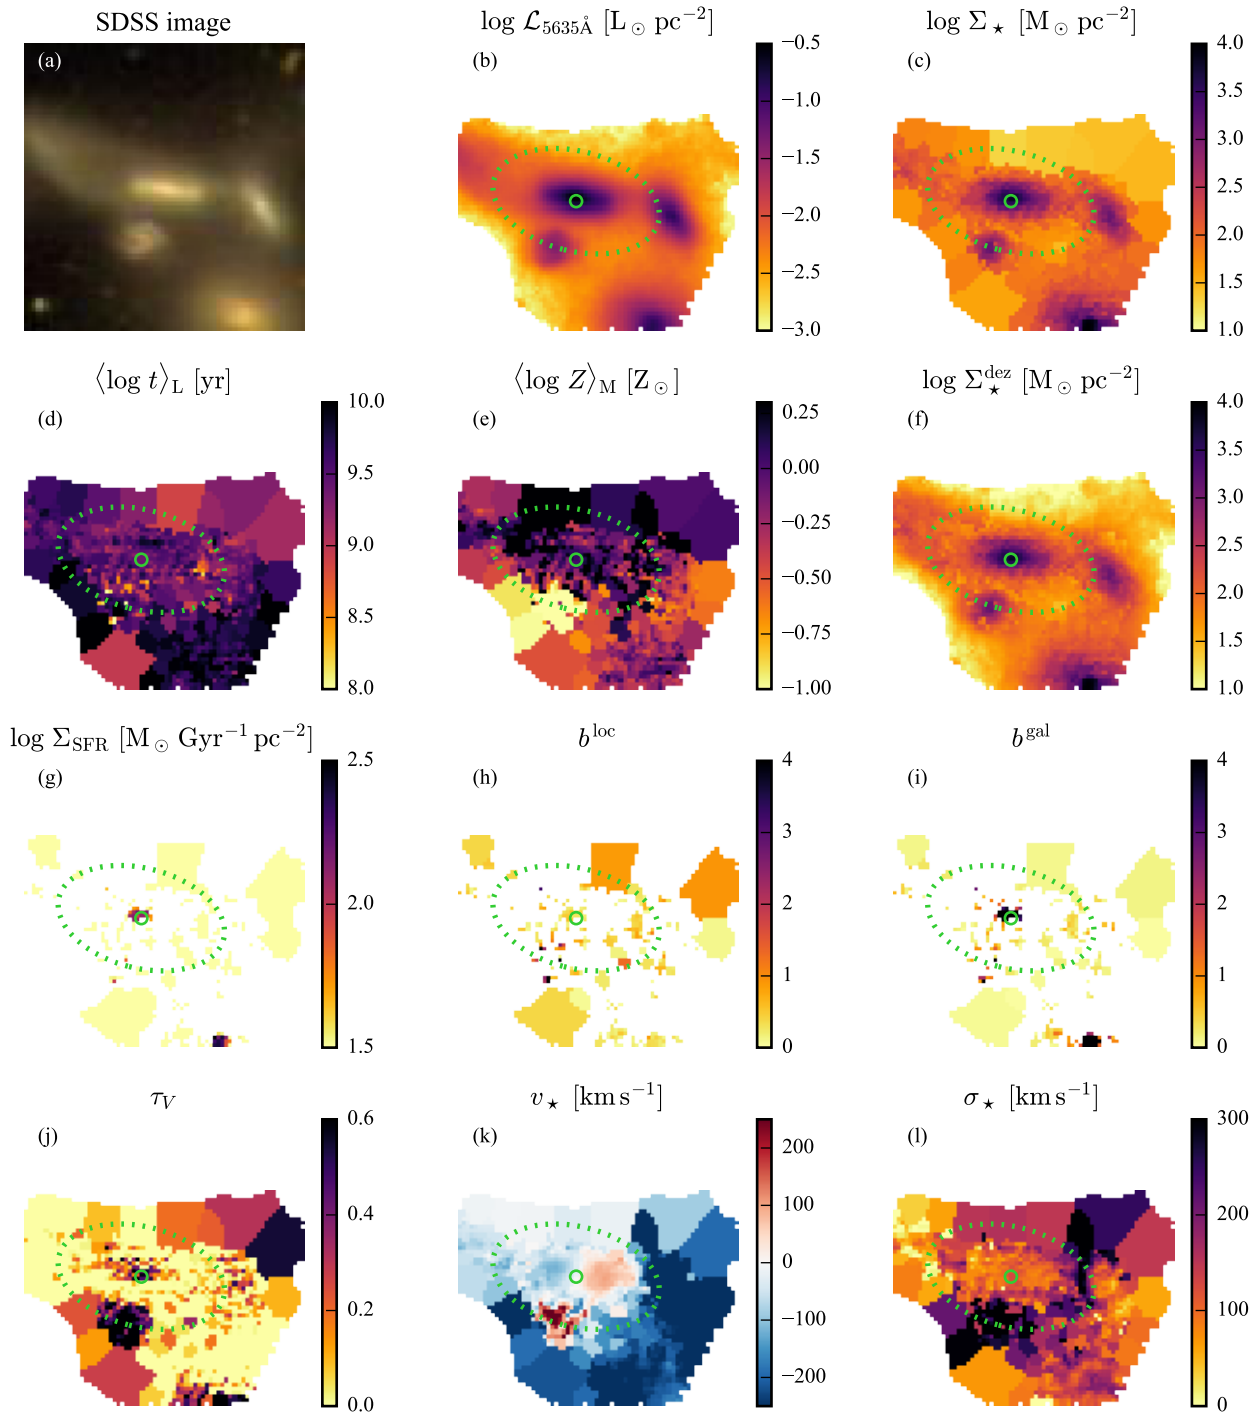 SDSS image
(a)
log ℒ₅₆₃₅Å [L⊙ pc⁻²]
(b)
−0.5
−1.0
−1.5
−2.0
−2.5
−3.0
log Σ⋆ [M⊙ pc⁻²]
(c)
4.0
3.5
3.0
2.5
2.0
1.5
1.0
⟨log t⟩L [yr]
(d)
10.0
9.5
9.0
8.5
8.0
⟨log Z⟩M [Z⊙]
(e)
0.25
0.00
−0.25
−0.50
−0.75
−1.00
log Σ⋆ᵈᵉᶻ [M⊙ pc⁻²]
(f)
4.0
3.5
3.0
2.5
2.0
1.5
1.0
log ΣSFR [M⊙ Gyr⁻¹ pc⁻²]
(g)
2.5
2.0
1.5
bˡᵒᶜ
(h)
4
3
2
1
0
bᵍᵃˡ
(i)
4
3
2
1
0
τV
(j)
0.6
0.4
0.2
0.0
v⋆ [km s⁻¹]
(k)
200
100
0
−100
−200
σ⋆ [km s⁻¹]
(l)
300
200
100
0